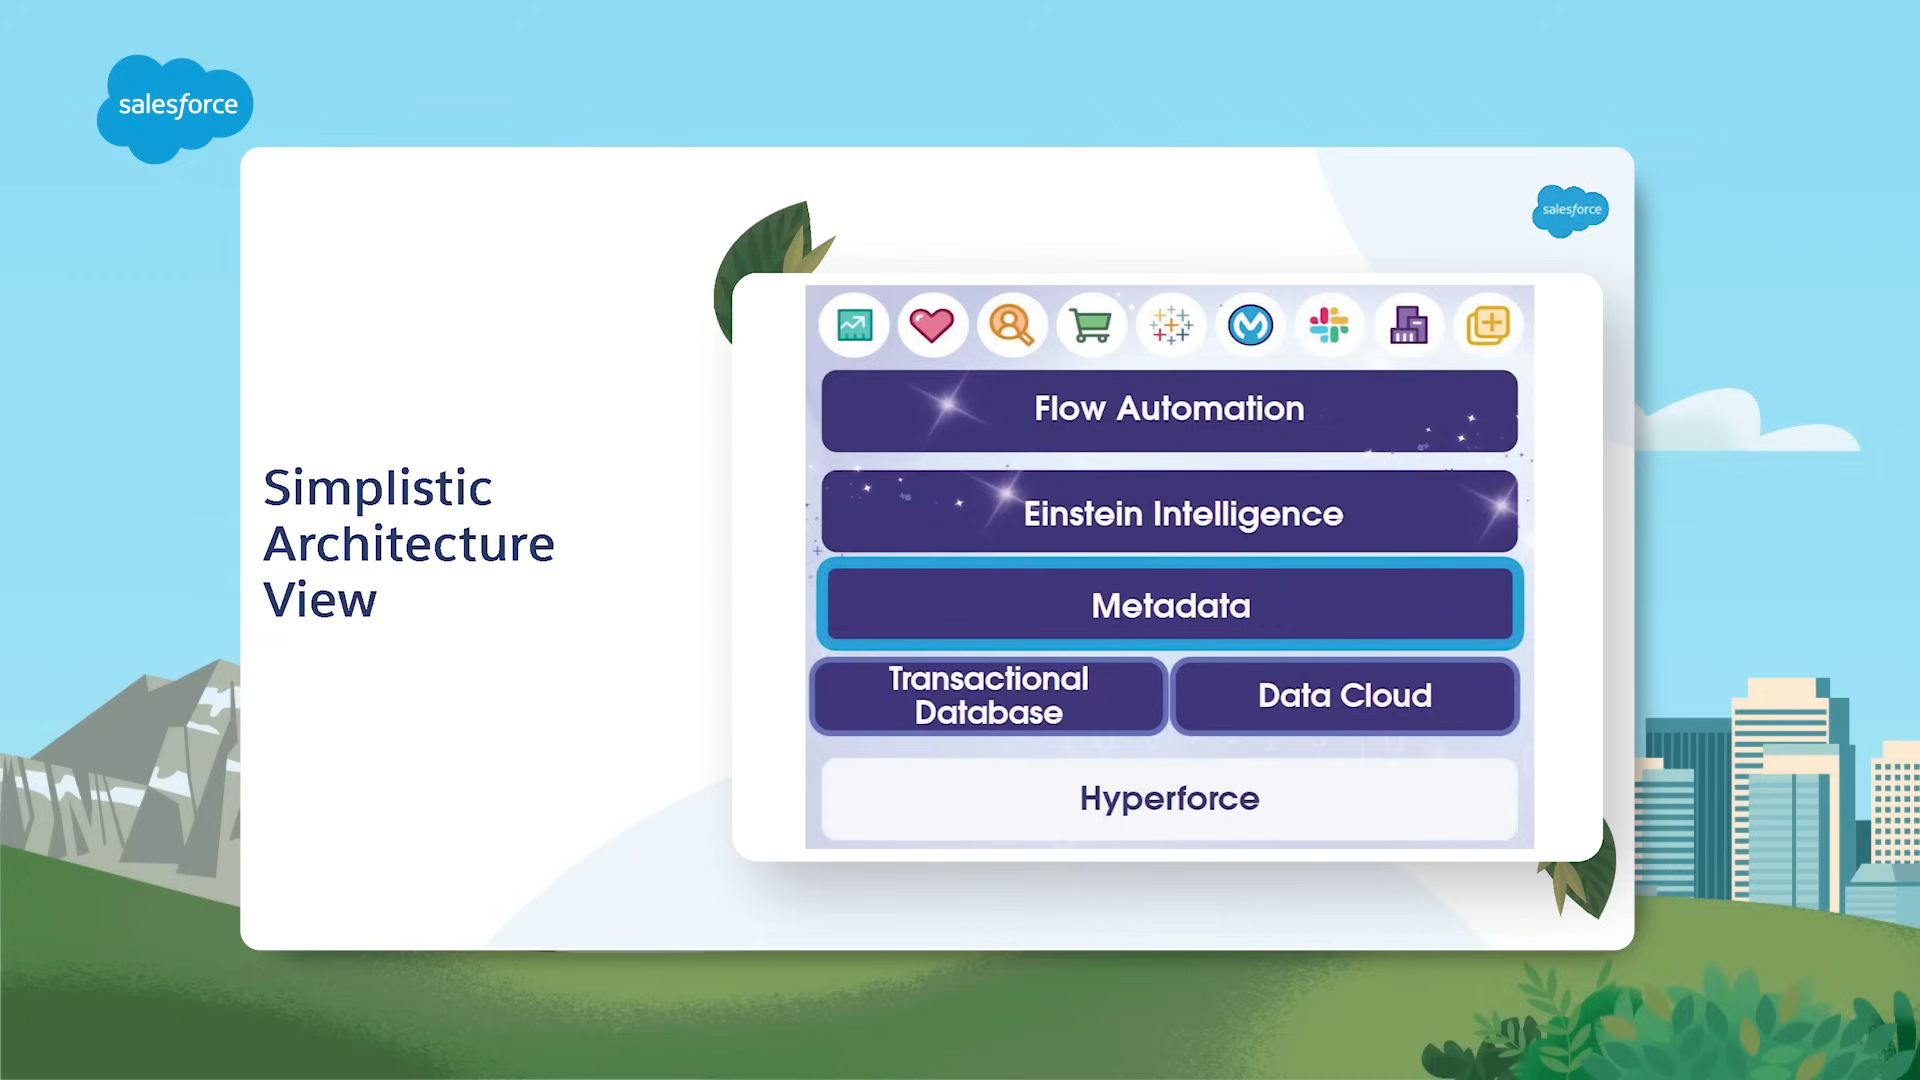 salesforce
salesforce
Simplistic
Architecture
View
Flow Automation
Einstein Intelligence
Metadata
Transactional
Database
Data Cloud
Hyperforce